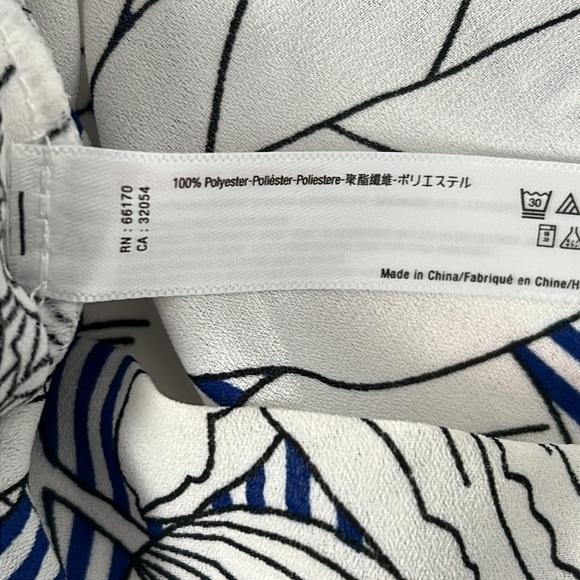 100% Polyester-Poliéster-Poliestere-聚酯纖維-ポリエステル
RN : 66170
CA : 32054
30
Made in China/Fabriqué en Chine/H